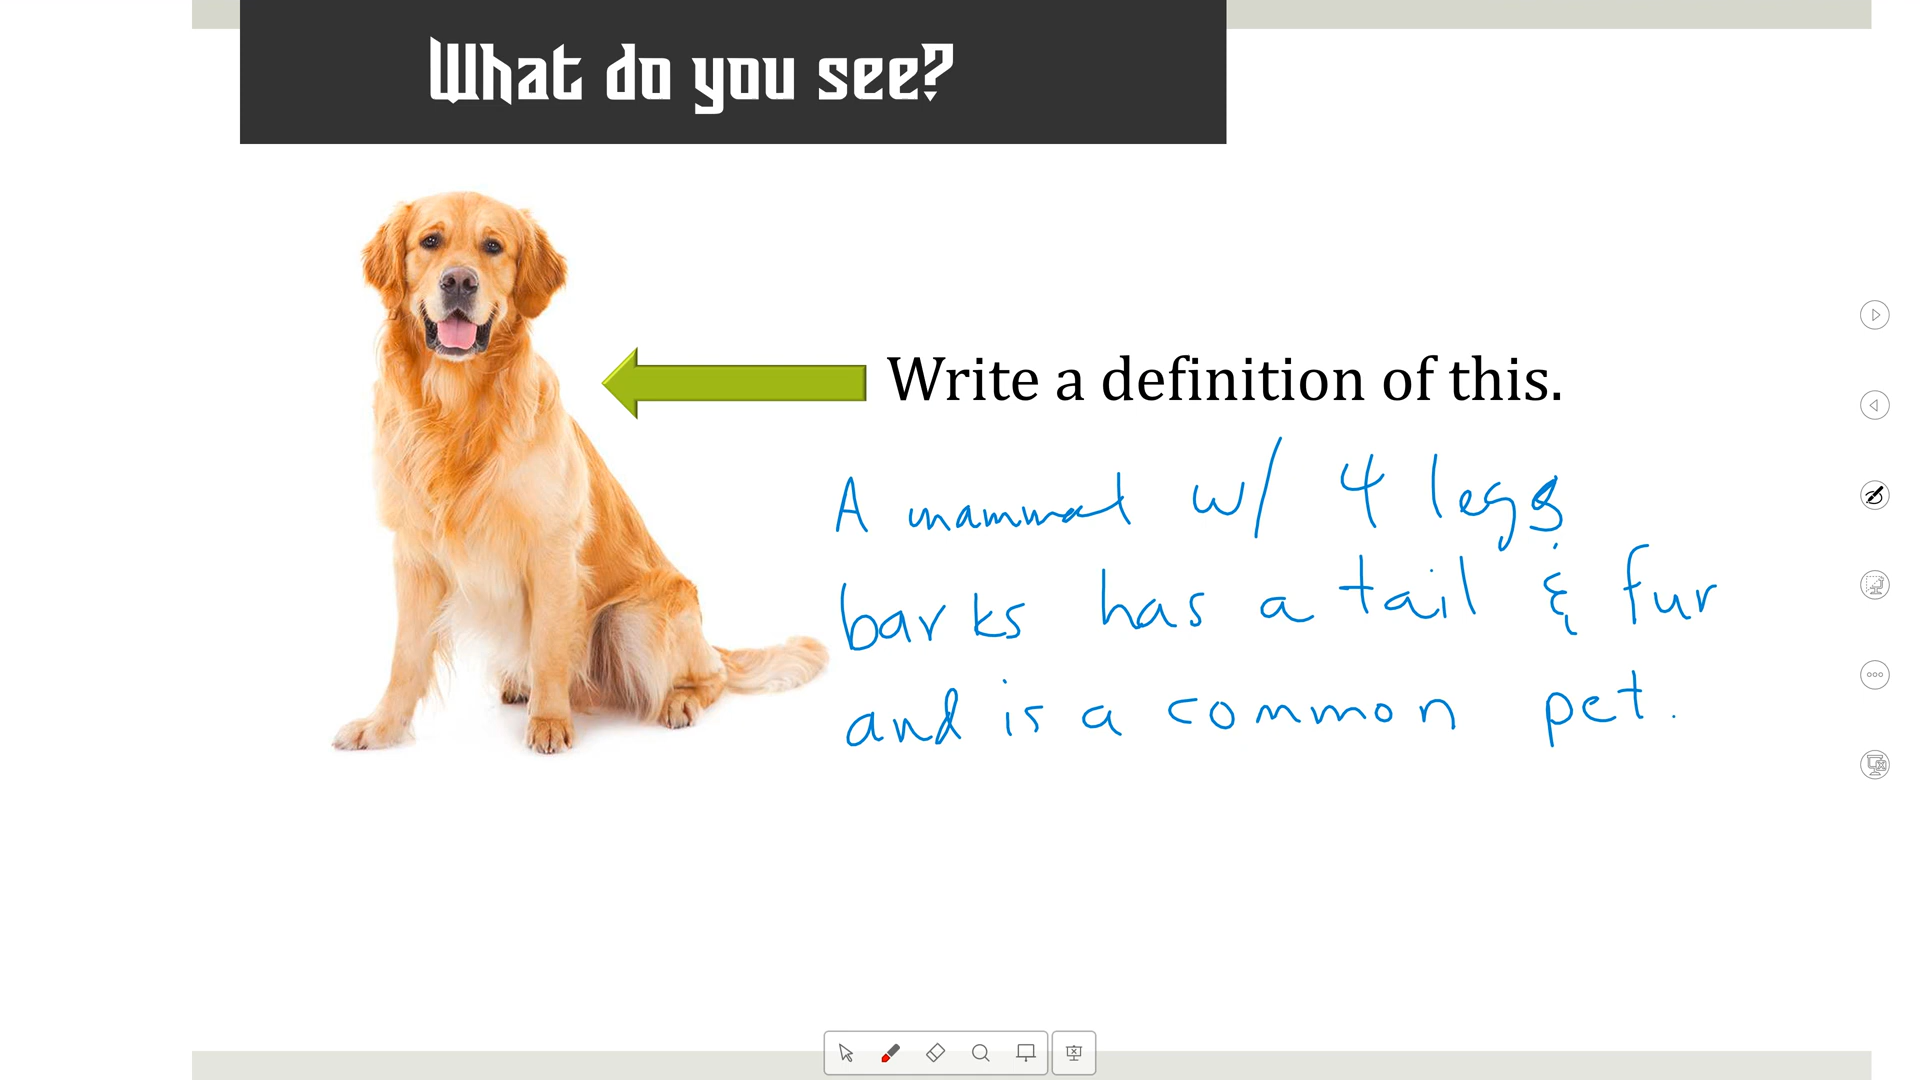 What do you see?
Write a definition of this.
A mammal w/ 4 legs
barks has a tail & fur
and is a common pet.